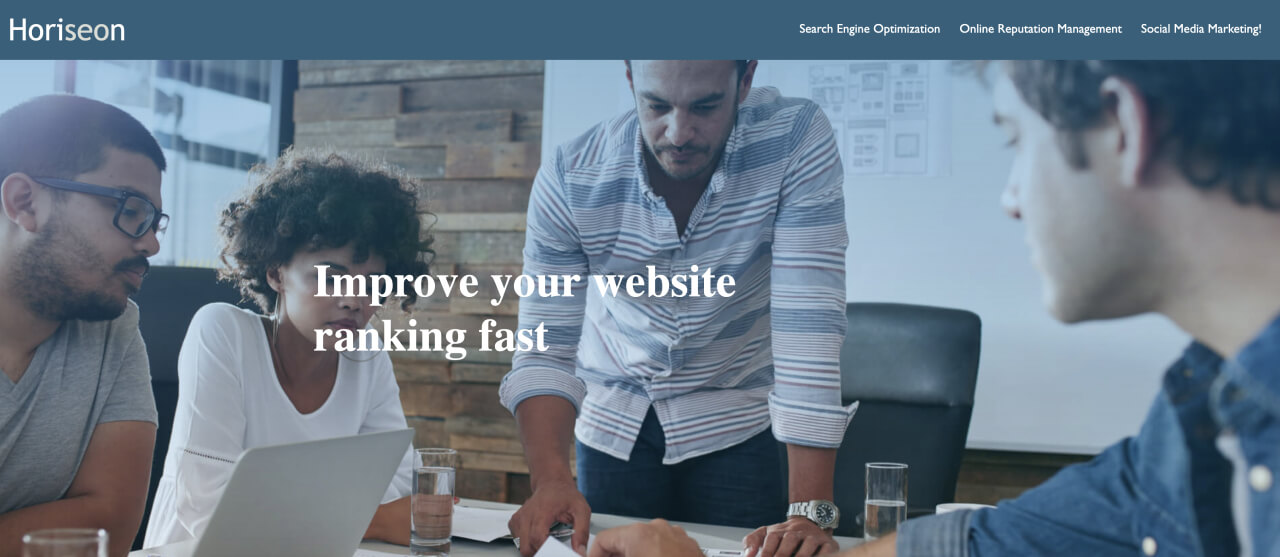 Horiseon
Search Engine Optimization
Online Reputation Management
Social Media Marketing!
Improve your website
ranking fast